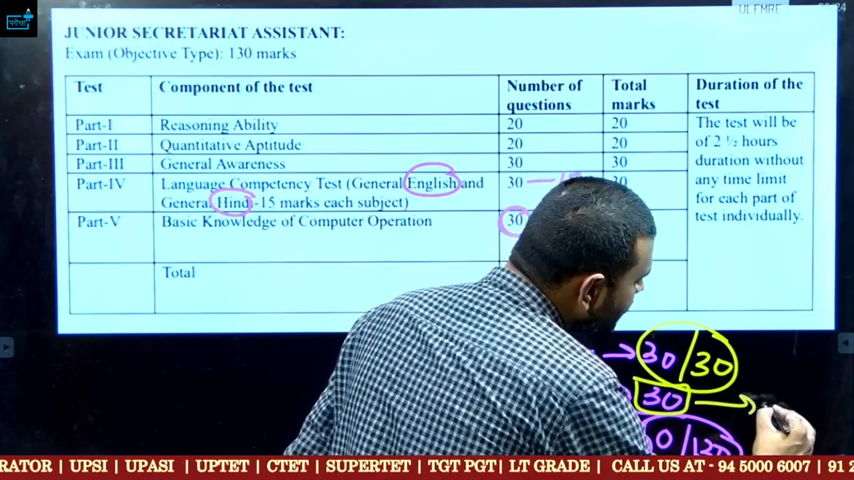 परीक्षा
JUNIOR SECRETARIAT ASSISTANT:
Exam (Objective Type): 130 marks
Test Component of the test Number of questions Total marks Duration of the test
Part-I Reasoning Ability 20 20 The test will be
Part-II Quantitative Aptitude 20 20 of 2 ½ hours
Part-III General Awareness 30 30 duration without
Part-IV Language Competency Test (General English and 30 30 any time limit
General Hindi -15 marks each subject) for each part of
Part-V Basic Knowledge of Computer Operation 30 test individually.
Total
30/30
30
RATOR | UPSI | UPASI | UPTET | CTET | SUPERTET | TGT PGT| LT GRADE | CALL US AT - 94 5000 6007 | 91 2